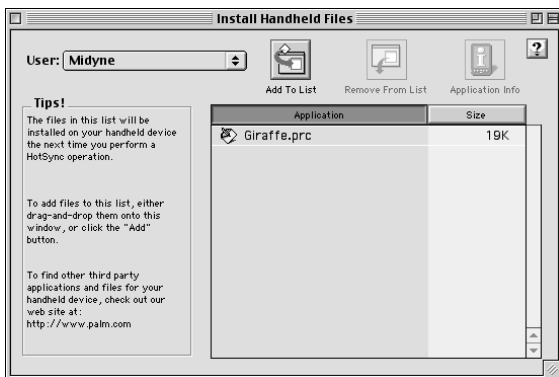 Install Handheld Files
User: Midyne
?
Add To List
Remove From List
Application Info
Tips!
The files in this list will be
installed on your handheld device
the next time you perform a
HotSync operation.
To add files to this list, either
drag-and-drop them onto this
window, or click the "Add"
button.
To find other third party
applications and files for your
handheld device, check out our
web site at:
http://www.palm.com
Application Size
Giraffe.prc 19K